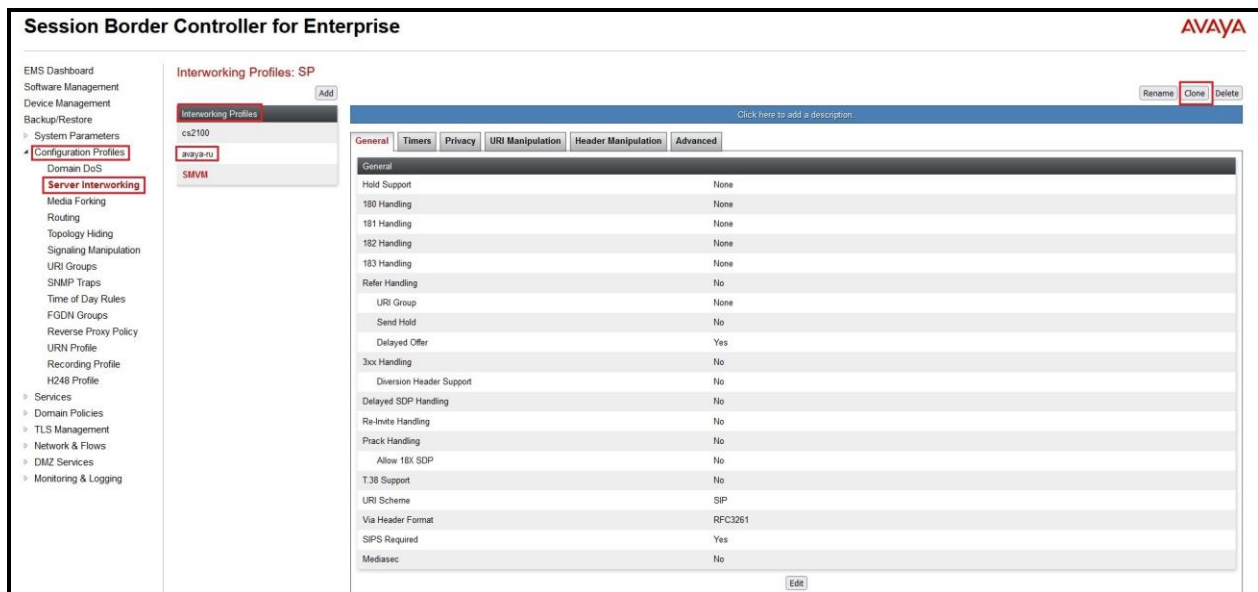 Session Border Controller for Enterprise
AVAYA
EMS Dashboard
Software Management
Device Management
Backup/Restore
System Parameters
Configuration Profiles
Domain DoS
Server Interworking
Media Forking
Routing
Topology Hiding
Signaling Manipulation
URI Groups
SNMP Traps
Time of Day Rules
FGDN Groups
Reverse Proxy Policy
URN Profile
Recording Profile
H248 Profile
Services
Domain Policies
TLS Management
Network & Flows
DMZ Services
Monitoring & Logging
Interworking Profiles: SP
Add
Rename Clone Delete
Interworking Profiles
cs2100
avaya-ru
SMVM
Click here to add a description.
General Timers Privacy URI Manipulation Header Manipulation Advanced
General
Hold Support None
180 Handling None
181 Handling None
182 Handling None
183 Handling None
Refer Handling No
URI Group None
Send Hold No
Delayed Offer Yes
3xx Handling No
Diversion Header Support No
Delayed SDP Handling No
Re-Invite Handling No
Prack Handling No
Allow 18X SDP No
T.38 Support No
URI Scheme SIP
Via Header Format RFC3261
SIPS Required Yes
Mediasec No
Edit